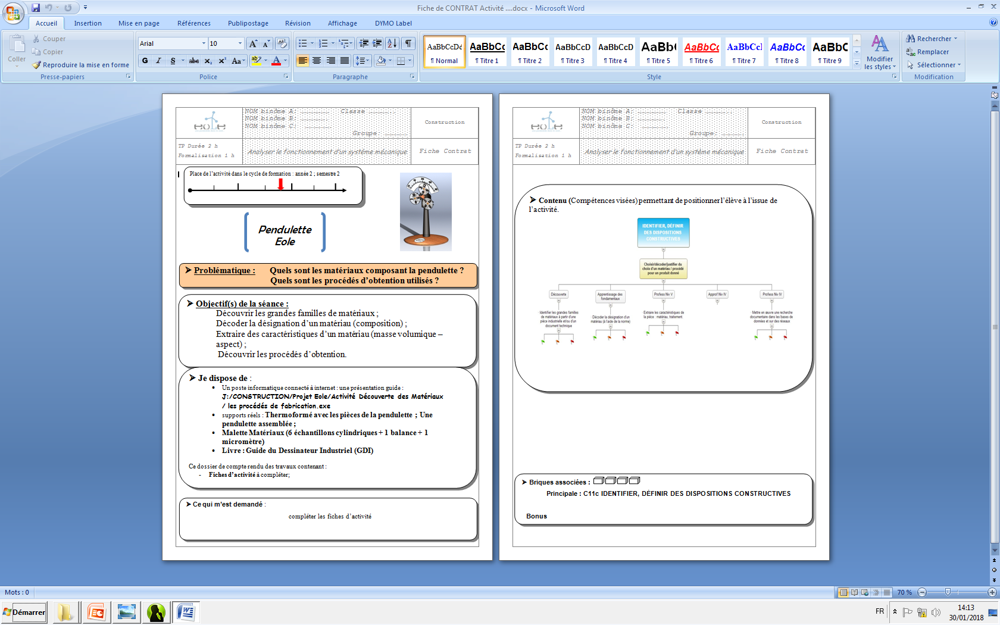 Fiche de CONTRAT Activité ....docx - Microsoft Word
Accueil Insertion Mise en page Références Publipostage Révision Affichage DYMO Label
Coller
Couper
Copier
Reproduire la mise en forme
Presse-papiers
Arial 10
G I S abc X₂ X² Aa
Police
Paragraphe
AaBbCcDd AaBbCc AaBbCc AaBbCcD AaBbCcD AaBb( AaBbCc AaBbCcI AaBbCc AaBbC
¶ Normal ¶ Titre 1 ¶ Titre 2 ¶ Titre 3 ¶ Titre 4 ¶ Titre 5 ¶ Titre 6 ¶ Titre 7 ¶ Titre 8 ¶ Titre 9
Style
Modifier
les styles
Rechercher
Remplacer
Sélectionner
Modification
EOLE
NOM binôme A: .............. Classe ..............
NOM binôme B: ..............
NOM binôme C: ..............
Groupe: ..............
Construction
TP Durée 2 h
Formalisation 1 h
Analyser le fonctionnement d'un système mécanique
Fiche Contrat
Place de l'activité dans le cycle de formation : année 2 ; semestre 2
Pendulette
Eole
➢ Problématique : Quels sont les matériaux composant la pendulette ?
Quels sont les procédés d'obtention utilisés ?
➢ Objectif(s) de la séance :
Découvrir les grandes familles de matériaux ;
Décoder la désignation d'un matériau (composition) ;
Extraire des caractéristiques d'un matériau (masse volumique –
aspect) ;
Découvrir les procédés d'obtention.
➢ Je dispose de :
• Un poste informatique connecté à internet : une présentation guide :
J:/CONSTRUCTION/Projet Eole/Activité Découverte des Matériaux
/ les procédés de fabrication.exe
• supports réels : Thermoformé avec les pièces de la pendulette ; Une
pendulette assemblée ;
• Malette Matériaux (6 échantillons cylindriques + 1 balance + 1
micromètre)
• Livre : Guide du Dessinateur Industriel (GDI)
Ce dossier de compte rendu des travaux contenant :
- Fiches d'activité à compléter;
➢ Ce qui m'est demandé :
compléter les fiches d'activité
EOLE
NOM binôme A: .............. Classe ..............
NOM binôme B: ..............
NOM binôme C: ..............
Groupe: ..............
Construction
TP Durée 2 h
Formalisation 1 h
Analyser le fonctionnement d'un système mécanique
Fiche Contrat
➢ Contenu (Compétences visées) permettant de positionner l'élève à l'issue de
l'activité.
IDENTIFIER, DÉFINIR
DES DISPOSITIONS
CONSTRUCTIVES
Choisir/décoder/justifier du
choix d'un matériau / procédé
pour un produit donné
Découverte
Apprentissage des
fondamentaux
Profess Niv V
Approf Niv IV
Profess Niv IV
Identifier les grandes familles
de matériaux à partir d'une
pièce industrielle et/ou d'un
document technique
Décoder la désignation d'un
matériau (à l'aide de la norme)
Extraire les caractéristiques de
la pièce : matériau, traitement.
Mettre en œuvre une recherche
documentaire dans les bases de
données et sur des réseaux
➢ Briques associées :
Principale : C11c IDENTIFIER, DÉFINIR DES DISPOSITIONS CONSTRUCTIVES
Bonus
Mots : 0
70 %
Démarrer
FR
14:13
30/01/2018